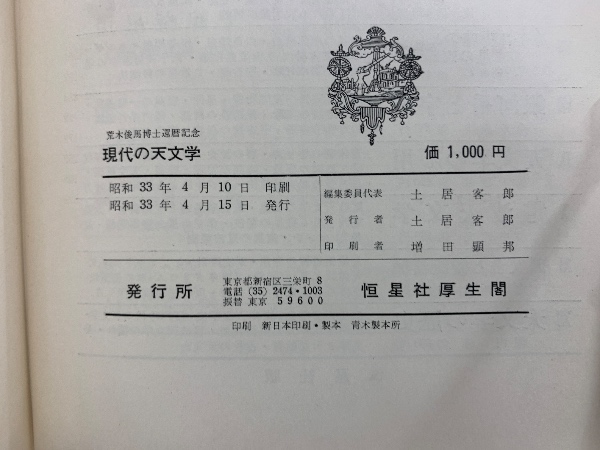 荒木俊馬博士還暦記念
現代の天文学
価 1,000 円
昭和 33 年 4 月 10 日 印刷
昭和 33 年 4 月 15 日 発行
編集委員代表 土居客郎
発行者 土居客郎
印刷者 増田顕邦
発行所
東京都新宿区三栄町 8
電話 (35) 2474・1003
振替 東京 59600
恒星社厚生閣
印刷 新日本印刷・製本 青木製本所